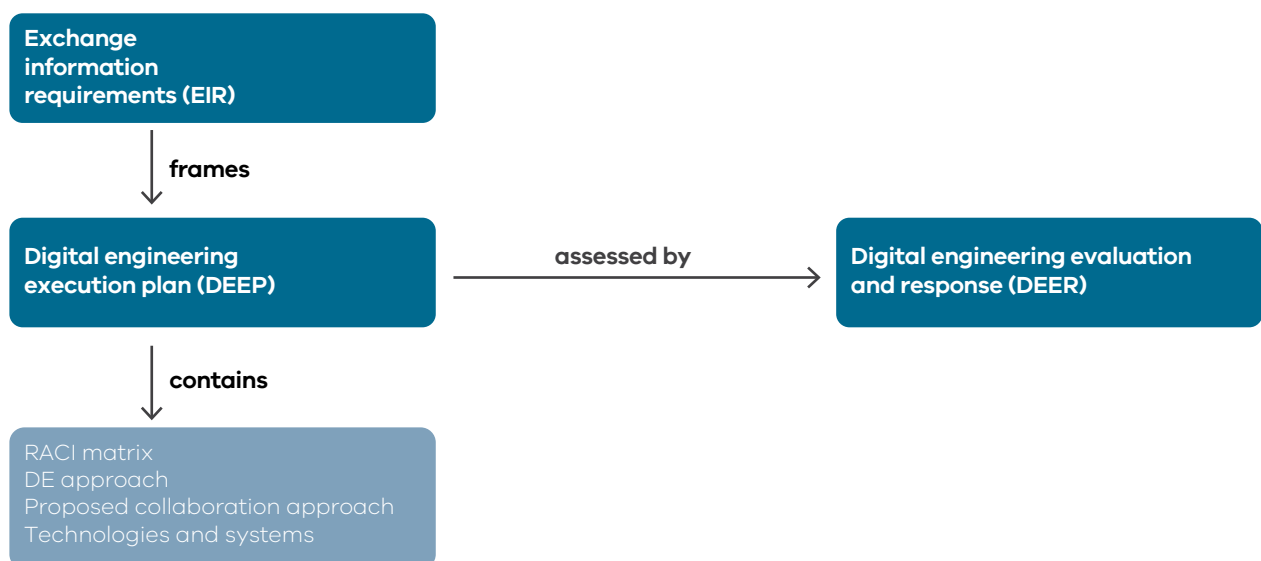 Exchange
information
requirements (EIR)
frames
Digital engineering
execution plan (DEEP)
assessed by
Digital engineering evaluation
and response (DEER)
contains
RACI matrix
DE approach
Proposed collaboration approach
Technologies and systems